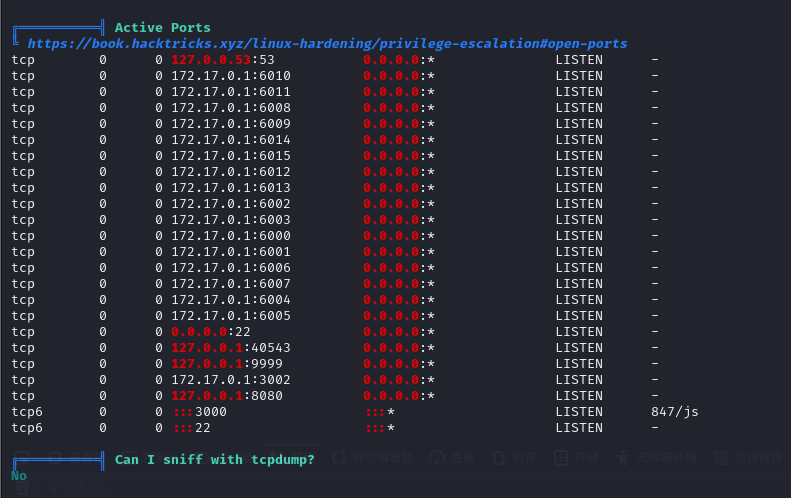 Active Ports
https://book.hacktricks.xyz/linux-hardening/privilege-escalation#open-ports
tcp 0 0 127.0.0.53:53 0.0.0.0:* LISTEN -
tcp 0 0 172.17.0.1:6010 0.0.0.0:* LISTEN -
tcp 0 0 172.17.0.1:6011 0.0.0.0:* LISTEN -
tcp 0 0 172.17.0.1:6008 0.0.0.0:* LISTEN -
tcp 0 0 172.17.0.1:6009 0.0.0.0:* LISTEN -
tcp 0 0 172.17.0.1:6014 0.0.0.0:* LISTEN -
tcp 0 0 172.17.0.1:6015 0.0.0.0:* LISTEN -
tcp 0 0 172.17.0.1:6012 0.0.0.0:* LISTEN -
tcp 0 0 172.17.0.1:6013 0.0.0.0:* LISTEN -
tcp 0 0 172.17.0.1:6002 0.0.0.0:* LISTEN -
tcp 0 0 172.17.0.1:6003 0.0.0.0:* LISTEN -
tcp 0 0 172.17.0.1:6000 0.0.0.0:* LISTEN -
tcp 0 0 172.17.0.1:6001 0.0.0.0:* LISTEN -
tcp 0 0 172.17.0.1:6006 0.0.0.0:* LISTEN -
tcp 0 0 172.17.0.1:6007 0.0.0.0:* LISTEN -
tcp 0 0 172.17.0.1:6004 0.0.0.0:* LISTEN -
tcp 0 0 172.17.0.1:6005 0.0.0.0:* LISTEN -
tcp 0 0 0.0.0.0:22 0.0.0.0:* LISTEN -
tcp 0 0 127.0.0.1:40543 0.0.0.0:* LISTEN -
tcp 0 0 127.0.0.1:9999 0.0.0.0:* LISTEN -
tcp 0 0 172.17.0.1:3002 0.0.0.0:* LISTEN -
tcp 0 0 127.0.0.1:8080 0.0.0.0:* LISTEN -
tcp6 0 0 :::3000 :::* LISTEN 847/js
tcp6 0 0 :::22 :::* LISTEN -
Can I sniff with tcpdump?
No